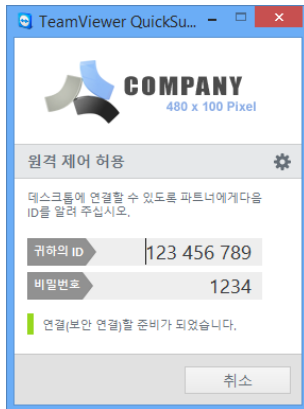 TeamViewer QuickSu...
COMPANY
480 x 100 Pixel
원격 제어 허용
데스크톱에 연결할 수 있도록 파트너에게다음
ID를 알려 주십시오.
귀하의 ID 123 456 789
비밀번호 1234
연결(보안 연결)할 준비가 되었습니다.
취소